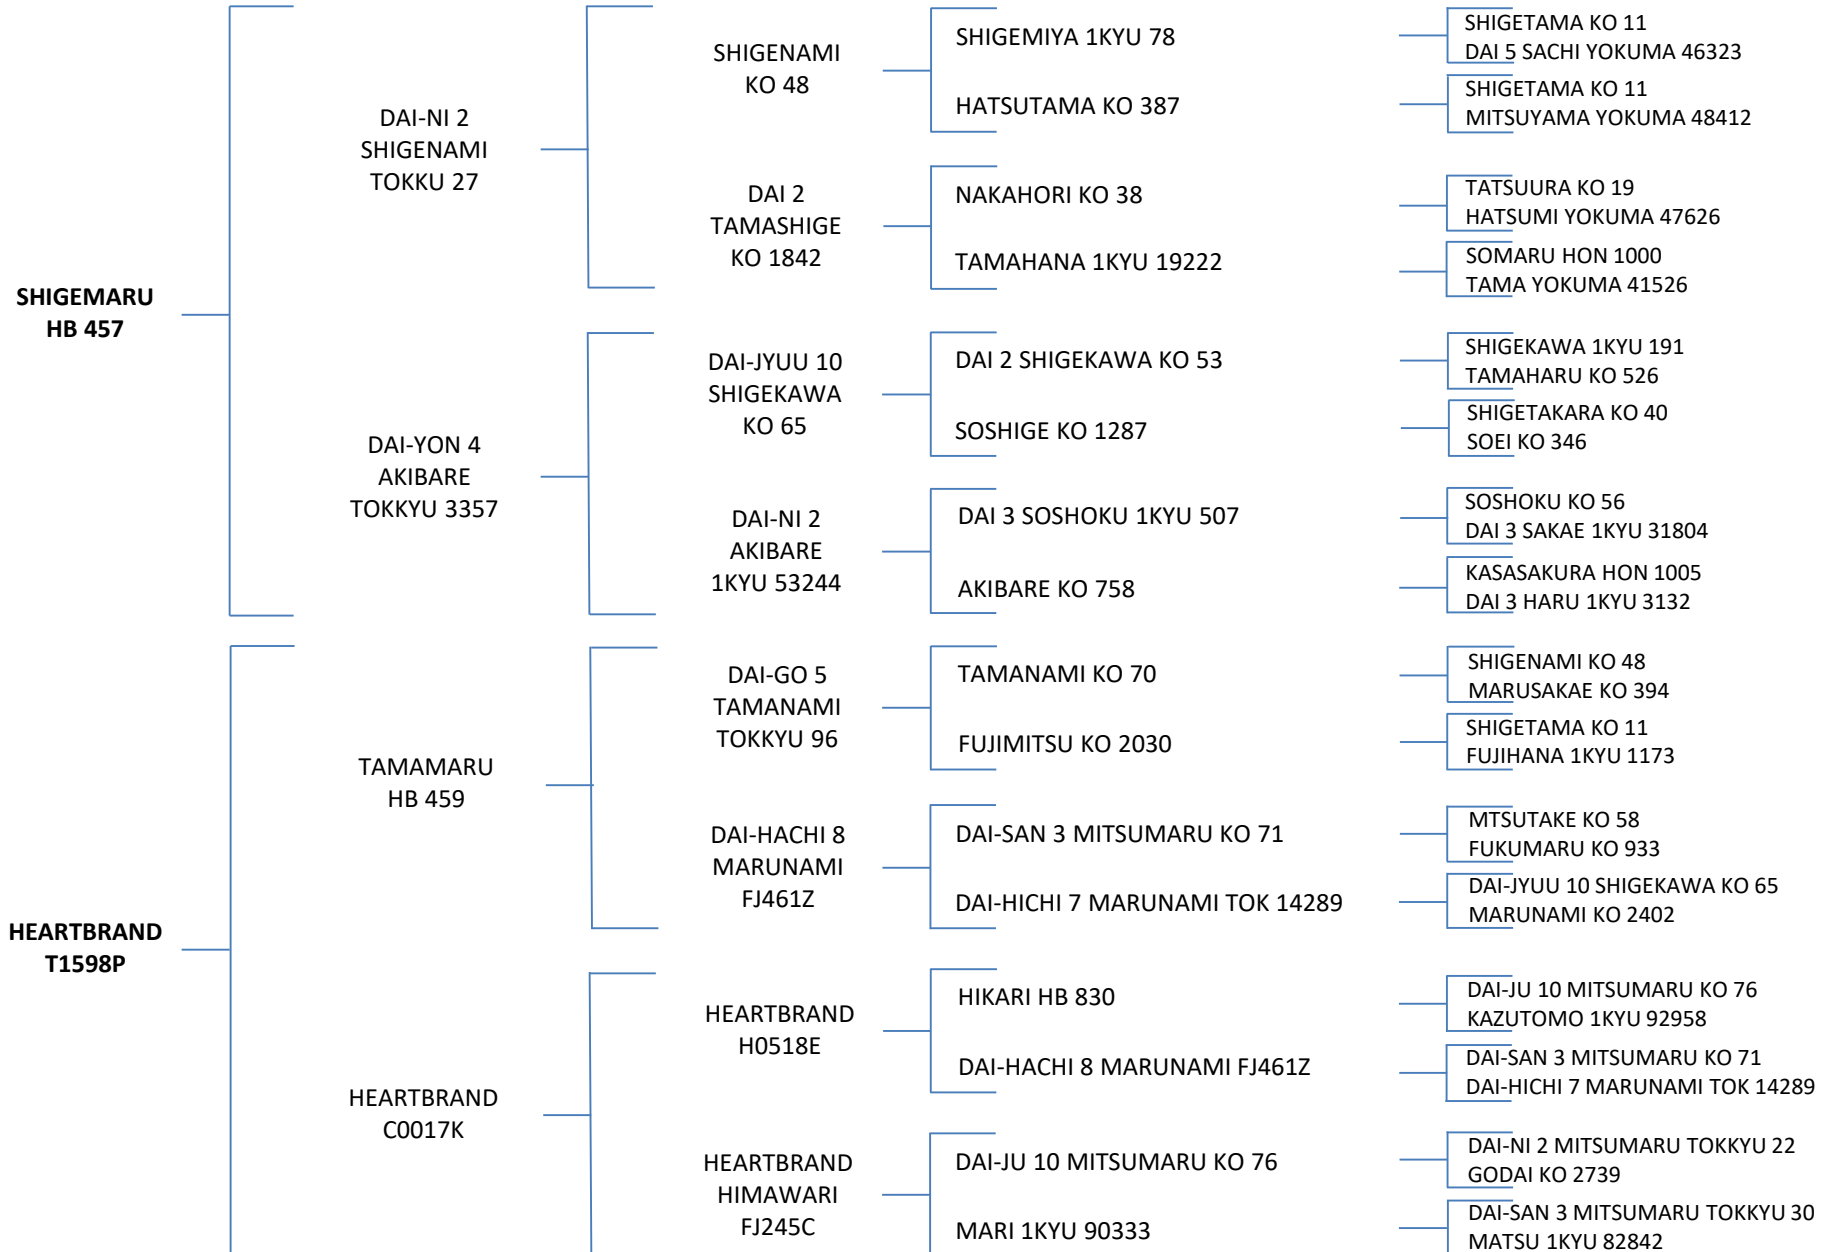 SHIGEMARU
HB 457
DAI-NI 2
SHIGENAMI
TOKKU 27
SHIGENAMI
KO 48
SHIGEMIYA 1KYU 78
SHIGETAMA KO 11
DAI 5 SACHI YOKUMA 46323
HATSUTAMA KO 387
SHIGETAMA KO 11
MITSUYAMA YOKUMA 48412
DAI 2
TAMASHIGE
KO 1842
NAKAHORI KO 38
TATSUURA KO 19
HATSUMI YOKUMA 47626
TAMAHANA 1KYU 19222
SOMARU HON 1000
TAMA YOKUMA 41526
DAI-YON 4
AKIBARE
TOKKYU 3357
DAI-JYUU 10
SHIGEKAWA
KO 65
DAI 2 SHIGEKAWA KO 53
SHIGEKAWA 1KYU 191
TAMAHARU KO 526
SOSHIGE KO 1287
SHIGETAKARA KO 40
SOEI KO 346
DAI-NI 2
AKIBARE
1KYU 53244
DAI 3 SOSHOKU 1KYU 507
SOSHOKU KO 56
DAI 3 SAKAE 1KYU 31804
AKIBARE KO 758
KASASAKURA HON 1005
DAI 3 HARU 1KYU 3132
HEARTBRAND
T1598P
TAMAMARU
HB 459
DAI-GO 5
TAMANAMI
TOKKYU 96
TAMANAMI KO 70
SHIGENAMI KO 48
MARUSAKAE KO 394
FUJIMITSU KO 2030
SHIGETAMA KO 11
FUJIHANA 1KYU 1173
DAI-HACHI 8
MARUNAMI
FJ461Z
DAI-SAN 3 MITSUMARU KO 71
MTSUTAKE KO 58
FUKUMARU KO 933
DAI-HICHI 7 MARUNAMI TOK 14289
DAI-JYUU 10 SHIGEKAWA KO 65
MARUNAMI KO 2402
HEARTBRAND
C0017K
HEARTBRAND
H0518E
HIKARI HB 830
DAI-JU 10 MITSUMARU KO 76
KAZUTOMO 1KYU 92958
DAI-HACHI 8 MARUNAMI FJ461Z
DAI-SAN 3 MITSUMARU KO 71
DAI-HICHI 7 MARUNAMI TOK 14289
HEARTBRAND
HIMAWARI
FJ245C
DAI-JU 10 MITSUMARU KO 76
DAI-NI 2 MITSUMARU TOKKYU 22
GODAI KO 2739
MARI 1KYU 90333
DAI-SAN 3 MITSUMARU TOKKYU 30
MATSU 1KYU 82842